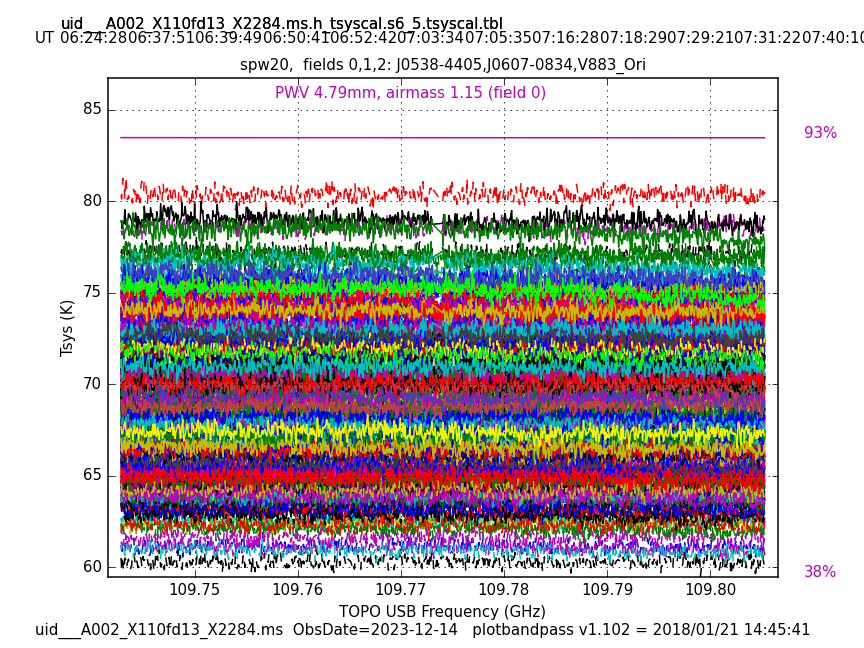 uid___A002_X110fd13_X2284.ms.h_tsyscal.s6_5.tsyscal.tbl
UT 06:24:28 06:37:51 06:39:49 06:50:41 06:52:42 07:03:34 07:05:35 07:16:28 07:18:29 07:29:21 07:31:22 07:40:10
spw20, fields 0,1,2: J0538-4405,J0607-0834,V883_Ori
PWV 4.79mm, airmass 1.15 (field 0)
85
93%
80
75
Tsys (K)
70
65
60
38%
109.75 109.76 109.77 109.78 109.79 109.80
TOPO USB Frequency (GHz)
uid___A002_X110fd13_X2284.ms ObsDate=2023-12-14 plotbandpass v1.102 = 2018/01/21 14:45:41